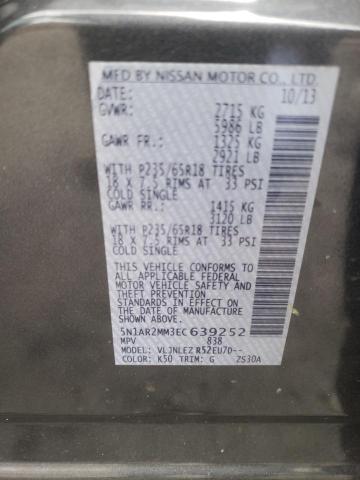 MFD BY NISSAN MOTOR CO., LTD.
DATE: 10/13
GVWR: 2715 KG
5986 LB
GAWR FR.: 1325 KG
2921 LB
WITH P235/65R18 TIRES
18 X 7.5 RIMS AT 33 PSI
COLD SINGLE
GAWR RR.: 1415 KG
3120 LB
WITH P235/65R18 TIRES
18 X 7.5 RIMS AT 33 PSI
COLD SINGLE
THIS VEHICLE CONFORMS TO
ALL APPLICABLE FEDERAL
MOTOR VEHICLE SAFETY AND
THEFT PREVENTION
STANDARDS IN EFFECT ON
THE DATE OF MANUFACTURE
SHOWN ABOVE.
5N1AR2MM3EC639252
MPV 838
MODEL: VLJNLEZ R52EU7D--
COLOR: K50 TRIM: G ZS30A